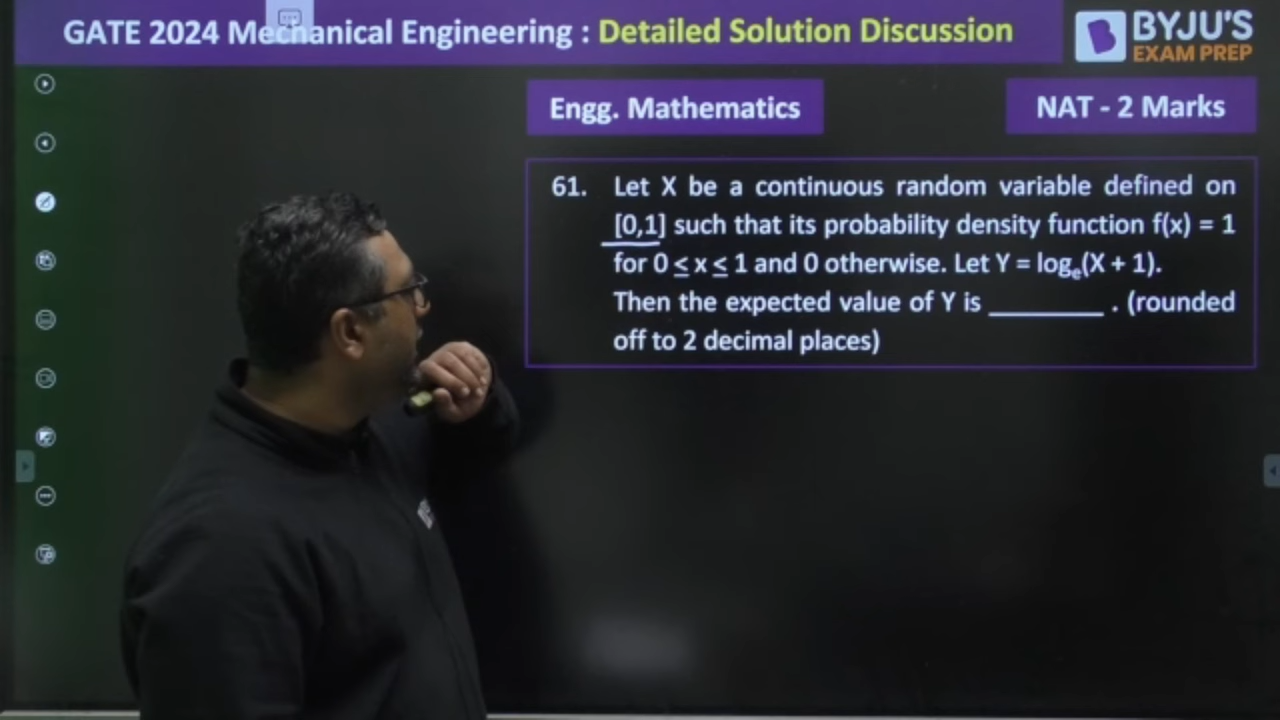 GATE 2024 Mechanical Engineering : Detailed Solution Discussion
BYJU'S
EXAM PREP
Engg. Mathematics
NAT - 2 Marks
61. Let X be a continuous random variable defined on
[0,1] such that its probability density function f(x) = 1
for 0 ≤ x ≤ 1 and 0 otherwise. Let Y = logₑ(X + 1).
Then the expected value of Y is ________ . (rounded
off to 2 decimal places)